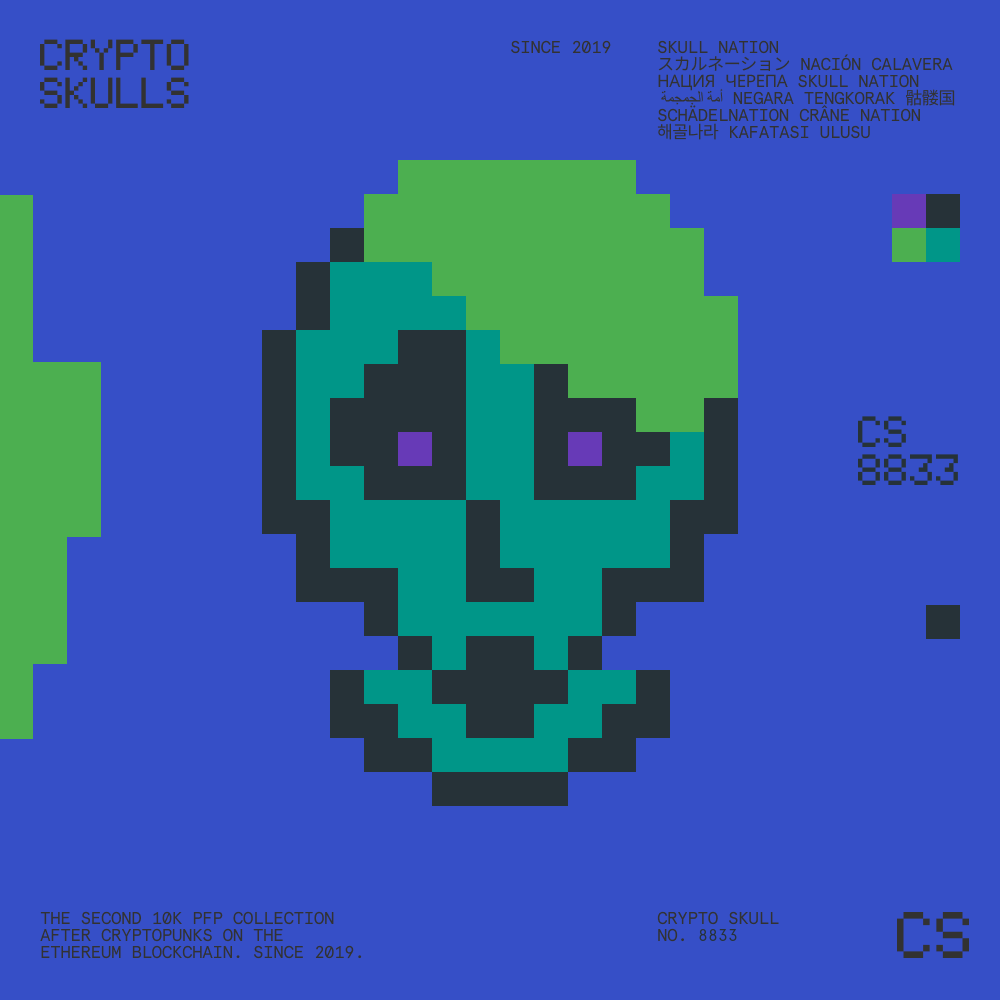 CRYPTO
SKULLS
SINCE 2019
SKULL NATION
スカルネーション NACIÓN CALAVERA
НАЦИЯ ЧЕРЕПА SKULL NATION
أمة الجمجمة NEGARA TENGKORAK 骷髅国
SCHÄDELNATION CRÂNE NATION
해골나라 KAFATASI ULUSU
CS
8833
THE SECOND 10K PFP COLLECTION
AFTER CRYPTOPUNKS ON THE
ETHEREUM BLOCKCHAIN. SINCE 2019.
CRYPTO SKULL
NO. 8833
CS